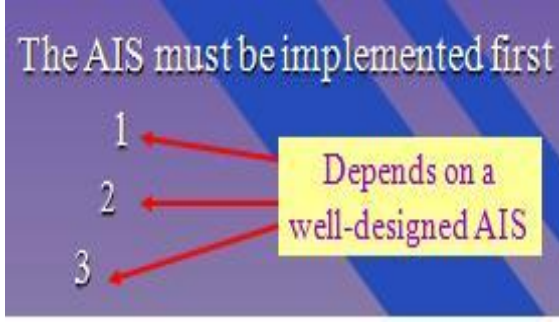 The AIS must be implemented first
1
2
3
Depends on a
well-designed AIS